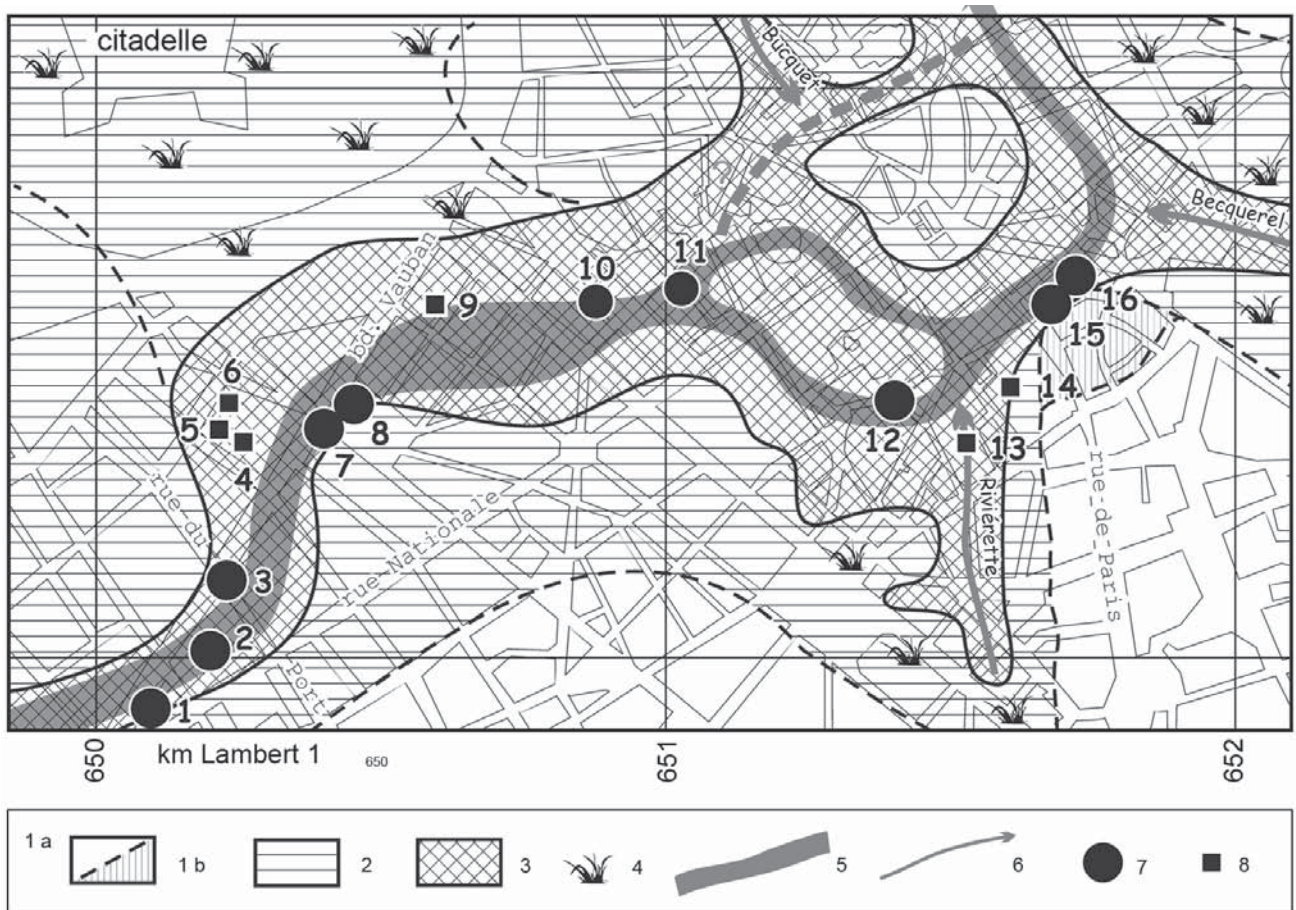 citadelle
Bucquet
?
Becquerel
bd. Vauban
11
10
9
16
15
6
14
5
8
12
4
7
13
rue du
rue Nationale
Rivièrette
rue-de-Paris
3
2
Port
1
650
km Lambert 1
650
651
652
1 a
1 b
2
3
4
5
6
7
8